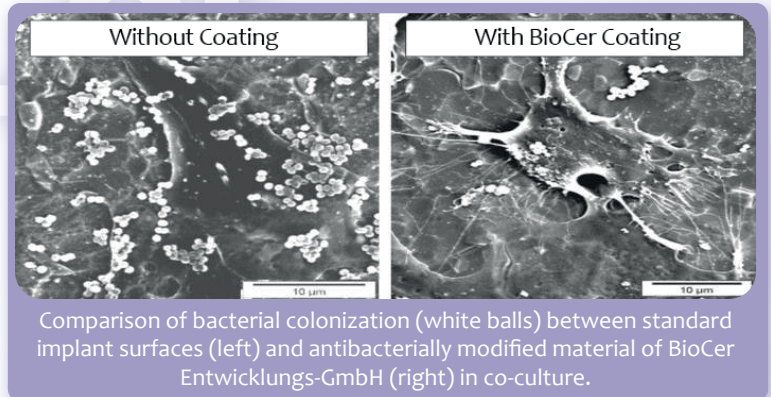 Without Coating
With BioCer Coating
10 µm
10 µm
Comparison of bacterial colonization (white balls) between standard
implant surfaces (left) and antibacterially modified material of BioCer
Entwicklungs-GmbH (right) in co-culture.